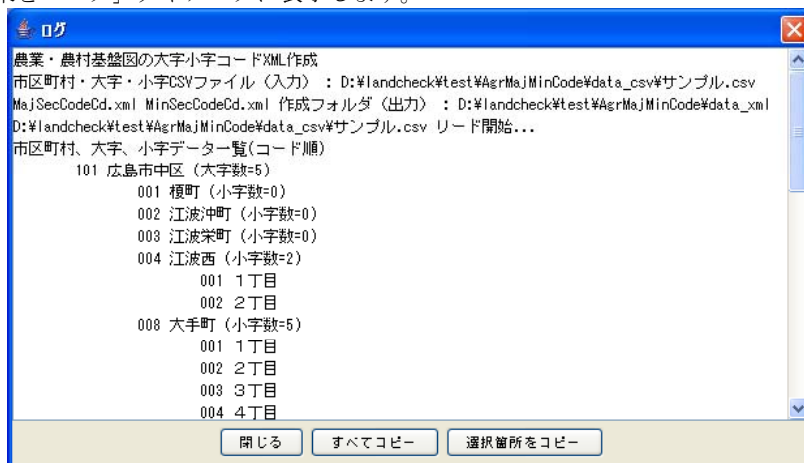 ログ
農業・農村基盤図の大字小字コードXML作成
市区町村・大字・小字CSVファイル（入力） : D:¥landcheck¥test¥AgrMajMinCode¥data_csv¥サンプル.csv
MajSecCodeCd.xml MinSecCodeCd.xml 作成フォルダ（出力） : D:¥landcheck¥test¥AgrMajMinCode¥data_xml
D:¥landcheck¥test¥AgrMajMinCode¥data_csv¥サンプル.csv リード開始...
市区町村、大字、小字データ一覧(コード順)
101 広島市中区（大字数=5）
001 榎町（小字数=0）
002 江波沖町（小字数=0）
003 江波栄町（小字数=0）
004 江波西（小字数=2）
001 １丁目
002 ２丁目
008 大手町（小字数=5）
001 １丁目
002 ２丁目
003 ３丁目
004 ４丁目
閉じる すべてコピー 選択箇所をコピー